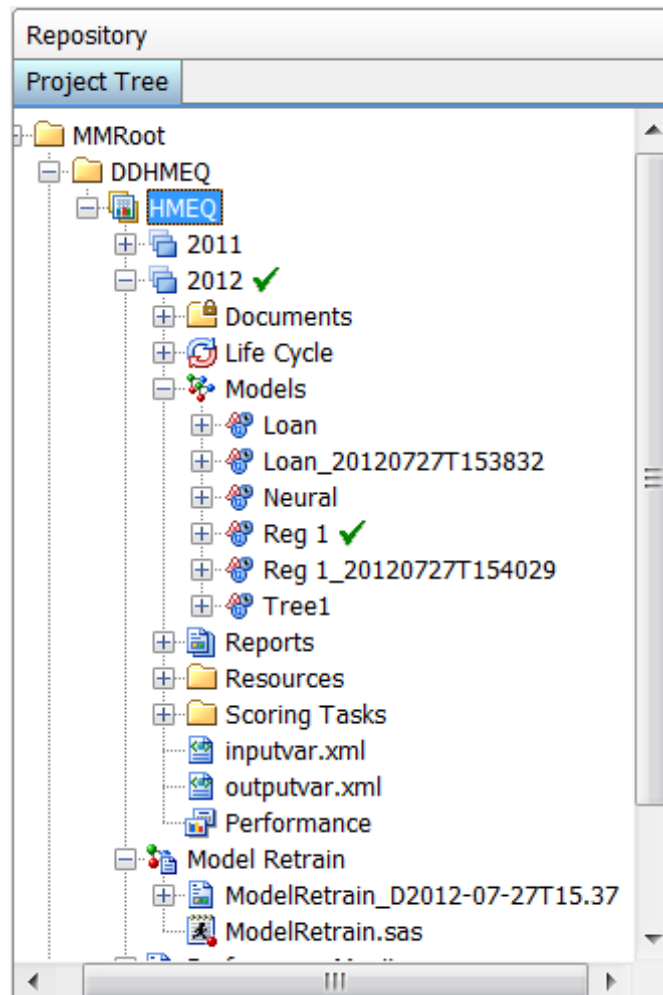 Repository
Project Tree
MMRoot
DDHMEQ
HMEQ
2011
2012
Documents
Life Cycle
Models
Loan
Loan_20120727T153832
Neural
Reg 1
Reg 1_20120727T154029
Tree1
Reports
Resources
Scoring Tasks
inputvar.xml
outputvar.xml
Performance
Model Retrain
ModelRetrain_D2012-07-27T15.37
ModelRetrain.sas